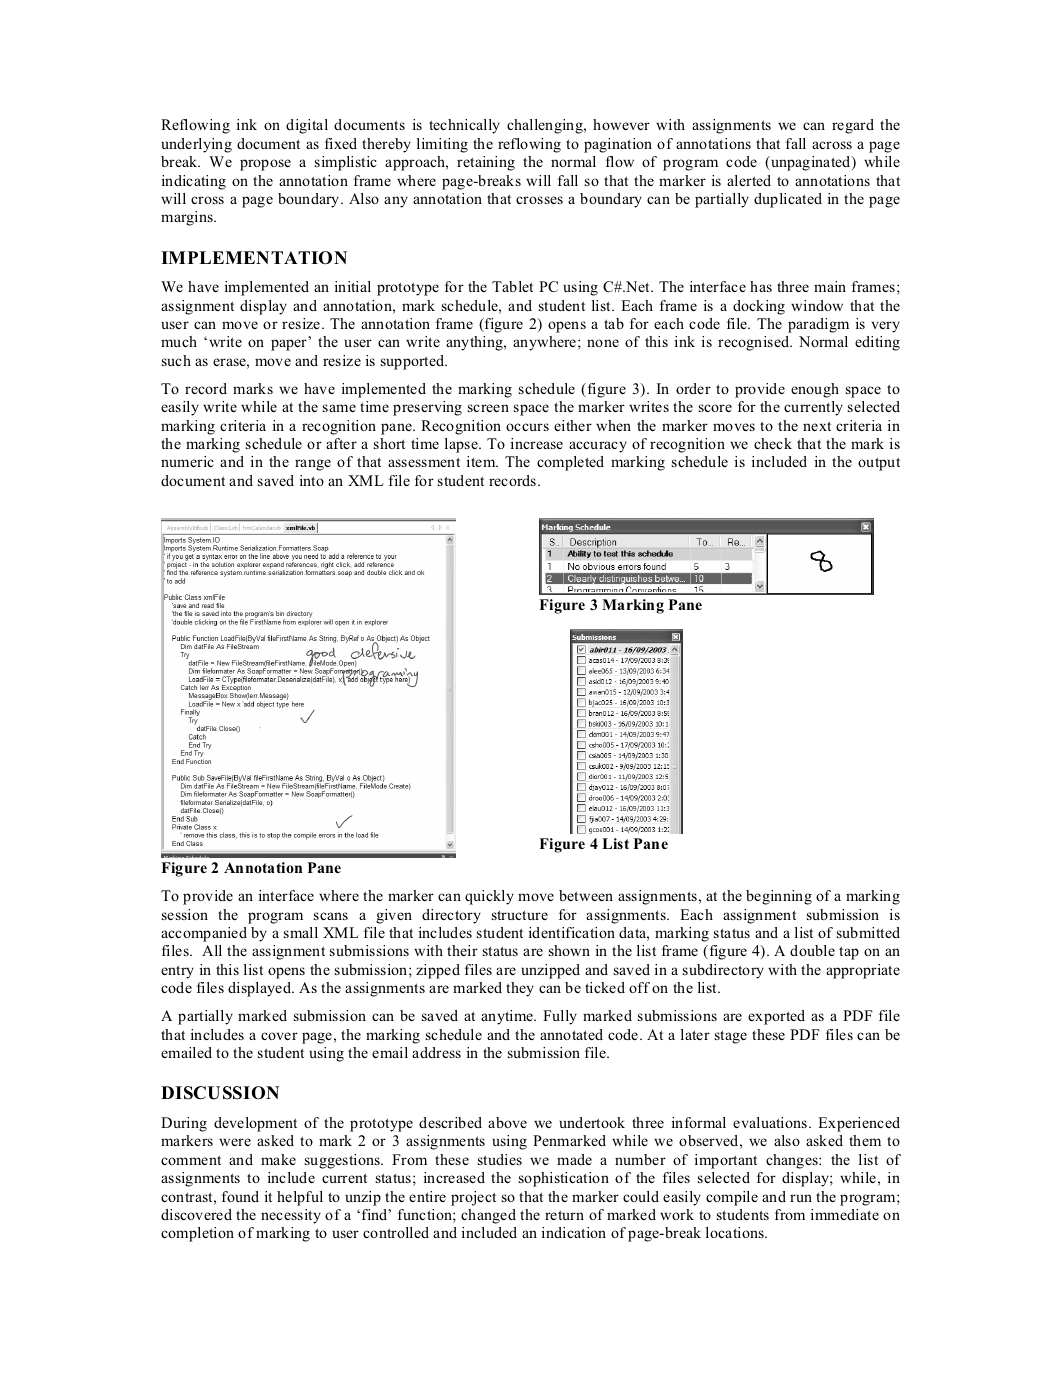 Reflowing ink on digital documents is technically challenging, however with assignments we can regard the
underlying document as fixed thereby limiting the reflowing to pagination of annotations that fall across a page
break. We propose a simplistic approach, retaining the normal flow of program code (unpaginated) while
indicating on the annotation frame where page-breaks will fall so that the marker is alerted to annotations that
will cross a page boundary. Also any annotation that crosses a boundary can be partially duplicated in the page
margins.
IMPLEMENTATION
We have implemented an initial prototype for the Tablet PC using C#.Net. The interface has three main frames;
assignment display and annotation, mark schedule, and student list. Each frame is a docking window that the
user can move or resize. The annotation frame (figure 2) opens a tab for each code file. The paradigm is very
much ‘write on paper’ the user can write anything, anywhere; none of this ink is recognised. Normal editing
such as erase, move and resize is supported.
To record marks we have implemented the marking schedule (figure 3). In order to provide enough space to
easily write while at the same time preserving screen space the marker writes the score for the currently selected
marking criteria in a recognition pane. Recognition occurs either when the marker moves to the next criteria in
the marking schedule or after a short time lapse. To increase accuracy of recognition we check that the mark is
numeric and in the range of that assessment item. The completed marking schedule is included in the output
document and saved into an XML file for student records.
AssemblyInfo.vb Class1.vb frmCalendar.vb xmlFile.vb
Imports System.IO
Imports System.Runtime.Serialization.Formatters.Soap
' if you get a syntax error on the line above you need to add a reference to your
' project - in the solution explorer expand references, right click, add reference
' find the reference system.runtime.serialization.formatters.soap and double click and ok
' to add
Public Class xmlFile
'save and read file
'the file is saved into the program's bin directory
'double clicking on the file FirstName from explorer will open it in explorer
Public Function LoadFile(ByVal fileFirstName As String, ByRef o As Object) As Object
Dim datFile As FileStream
Try
good defensive
datFile = New FileStream(fileFirstName, FileMode.Open)
Dim fileformater As SoapFormatter = New SoapFormatter()
programing
LoadFile = CType(fileformater.Deserialize(datFile), x) 'add object type here)
Catch Ierr As Exception
MessageBox.Show(Ierr.Message)
LoadFile = New x 'add object type here
Finally
Try
datFile.Close()
Catch
End Try
End Try
End Function
Public Sub SaveFile(ByVal fileFirstName As String, ByVal o As Object)
Dim datFile As FileStream = New FileStream(fileFirstName, FileMode.Create)
Dim fileformater As SoapFormatter = New SoapFormatter()
fileformater.Serialize(datFile, o)
datFile.Close()
End Sub
Private Class x
' remove this class, this is to stop the compile errors in the load file
End Class
Figure 2 Annotation Pane
Marking Schedule
S.. Description To... Re...
1 Ability to test this schedule
1 No obvious errors found 5 3
2 Clearly distinguishes betwe... 10
3 Programming Conventions 15
8
Figure 3 Marking Pane
Submissions
abir011 - 16/09/2003
acas014 - 17/09/2003 8:39
alee065 - 13/09/2003 6:34
asid012 - 16/09/2003 9:40
awan015 - 12/09/2003 3:4
bjac025 - 16/09/2003 10:3
bran012 - 16/09/2003 8:59
bski003 - 16/09/2003 10:1
ddm001 - 14/09/2003 9:47
csho005 - 17/09/2003 10:
csia005 - 14/09/2003 1:30
csuk002 - 9/09/2003 12:15
dior001 - 11/09/2003 12:5
djay012 - 16/09/2003 8:07
droo006 - 14/09/2003 2:03
elau012 - 16/09/2003 11:3
fjia007 - 14/09/2003 4:29:
gcox001 - 14/09/2003 1:22
Figure 4 List Pane
To provide an interface where the marker can quickly move between assignments, at the beginning of a marking
session the program scans a given directory structure for assignments. Each assignment submission is
accompanied by a small XML file that includes student identification data, marking status and a list of submitted
files. All the assignment submissions with their status are shown in the list frame (figure 4). A double tap on an
entry in this list opens the submission; zipped files are unzipped and saved in a subdirectory with the appropriate
code files displayed. As the assignments are marked they can be ticked off on the list.
A partially marked submission can be saved at anytime. Fully marked submissions are exported as a PDF file
that includes a cover page, the marking schedule and the annotated code. At a later stage these PDF files can be
emailed to the student using the email address in the submission file.
DISCUSSION
During development of the prototype described above we undertook three informal evaluations. Experienced
markers were asked to mark 2 or 3 assignments using Penmarked while we observed, we also asked them to
comment and make suggestions. From these studies we made a number of important changes: the list of
assignments to include current status; increased the sophistication of the files selected for display; while, in
contrast, found it helpful to unzip the entire project so that the marker could easily compile and run the program;
discovered the necessity of a ‘find’ function; changed the return of marked work to students from immediate on
completion of marking to user controlled and included an indication of page-break locations.